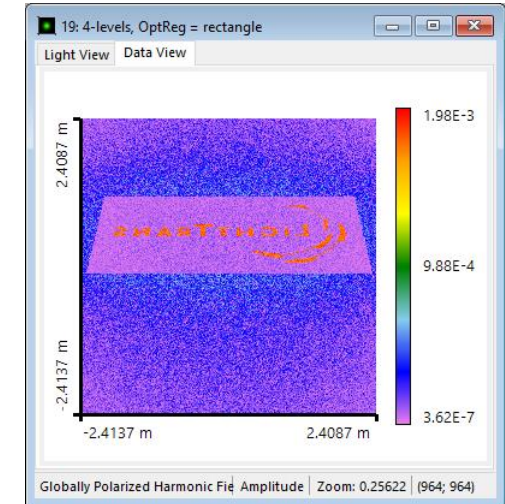 19: 4-levels, OptReg = rectangle
Light View Data View
2.4087 m
-2.4137 m
-2.4137 m 2.4087 m
1.98E-3
9.88E-4
3.62E-7
LIGHTTRANS
Globally Polarized Harmonic Fie Amplitude Zoom: 0.25622 (964; 964)